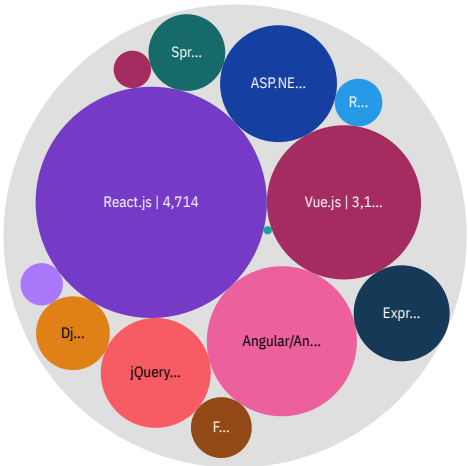 Spr...
ASP.NE...
R...
React.js | 4,714
Vue.js | 3,1...
Expr...
Dj...
Angular/An...
jQuery...
F...